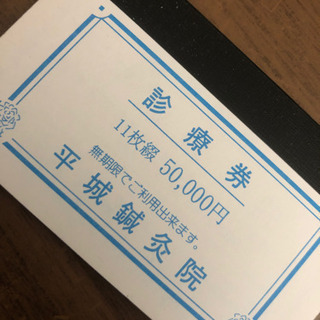 診療券
11枚綴 50,000円
無期限でご利用出来ます。
平城鍼灸院